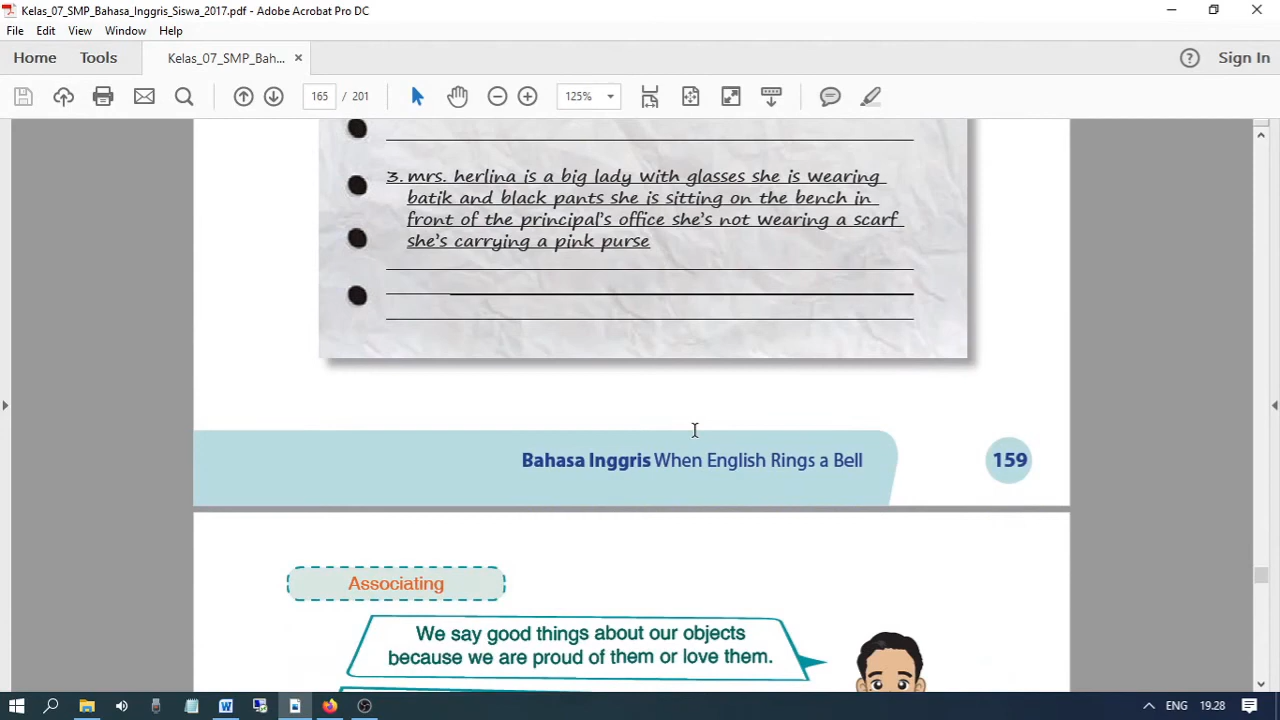 Kelas_07_SMP_Bahasa_Inggris_Siswa_2017.pdf - Adobe Acrobat Pro DC
File Edit View Window Help
Home Tools Kelas_07_SMP_Bah... × Sign In
165 / 201 125%
3. mrs. herlina is a big lady with glasses she is wearing
batik and black pants she is sitting on the bench in
front of the principal's office she's not wearing a scarf
she's carrying a pink purse
Bahasa Inggris When English Rings a Bell 159
Associating
We say good things about our objects
because we are proud of them or love them.
ENG 19.28